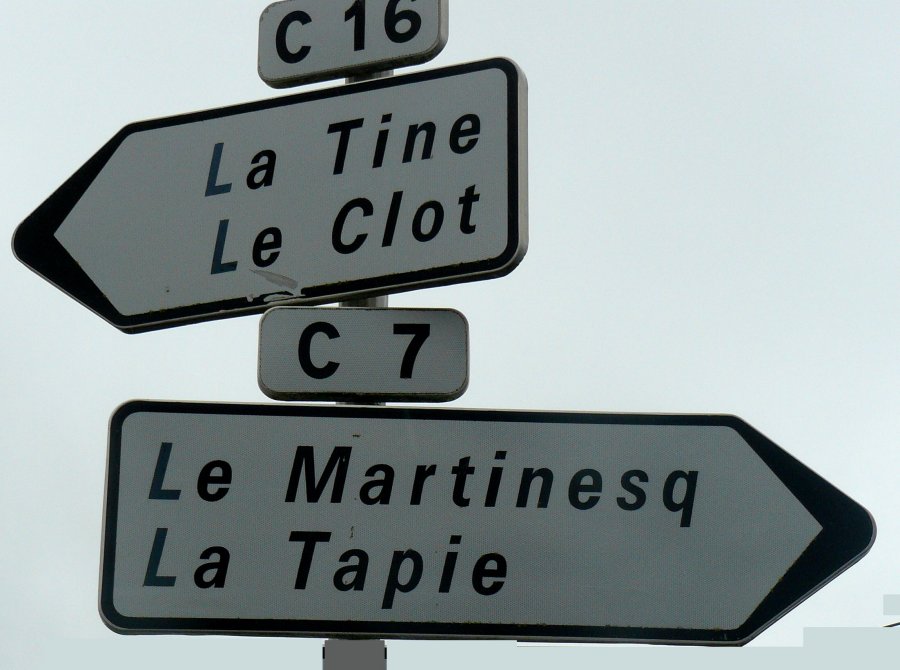 C 16
La Tine
Le Clot
C 7
Le Martinesq
La Tapie